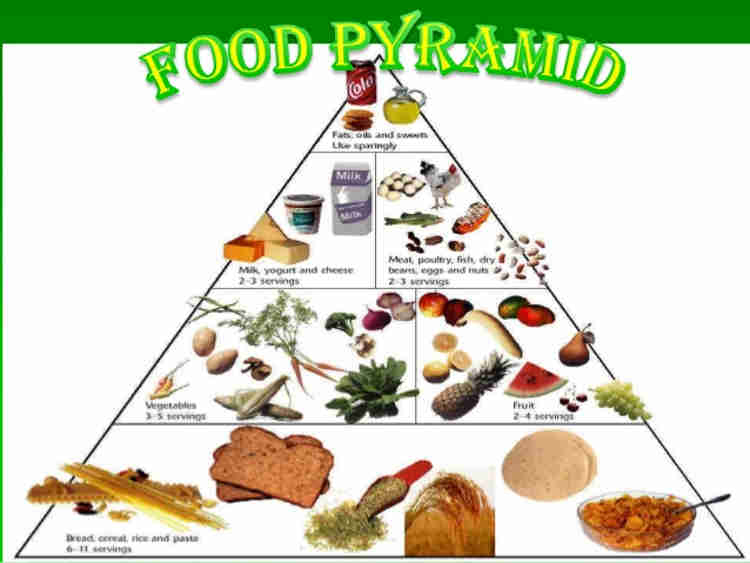 FOOD PYRAMID
Cola
Fats, oils and sweets
Use sparingly
Milk
Milk
Milk, yogurt and cheese
2-3 servings
Meat, poultry, fish, dry
beans, eggs and nuts
2-3 servings
Vegetables
3-5 servings
Fruit
2-4 servings
Bread, cereal, rice and pasta
6-11 servings